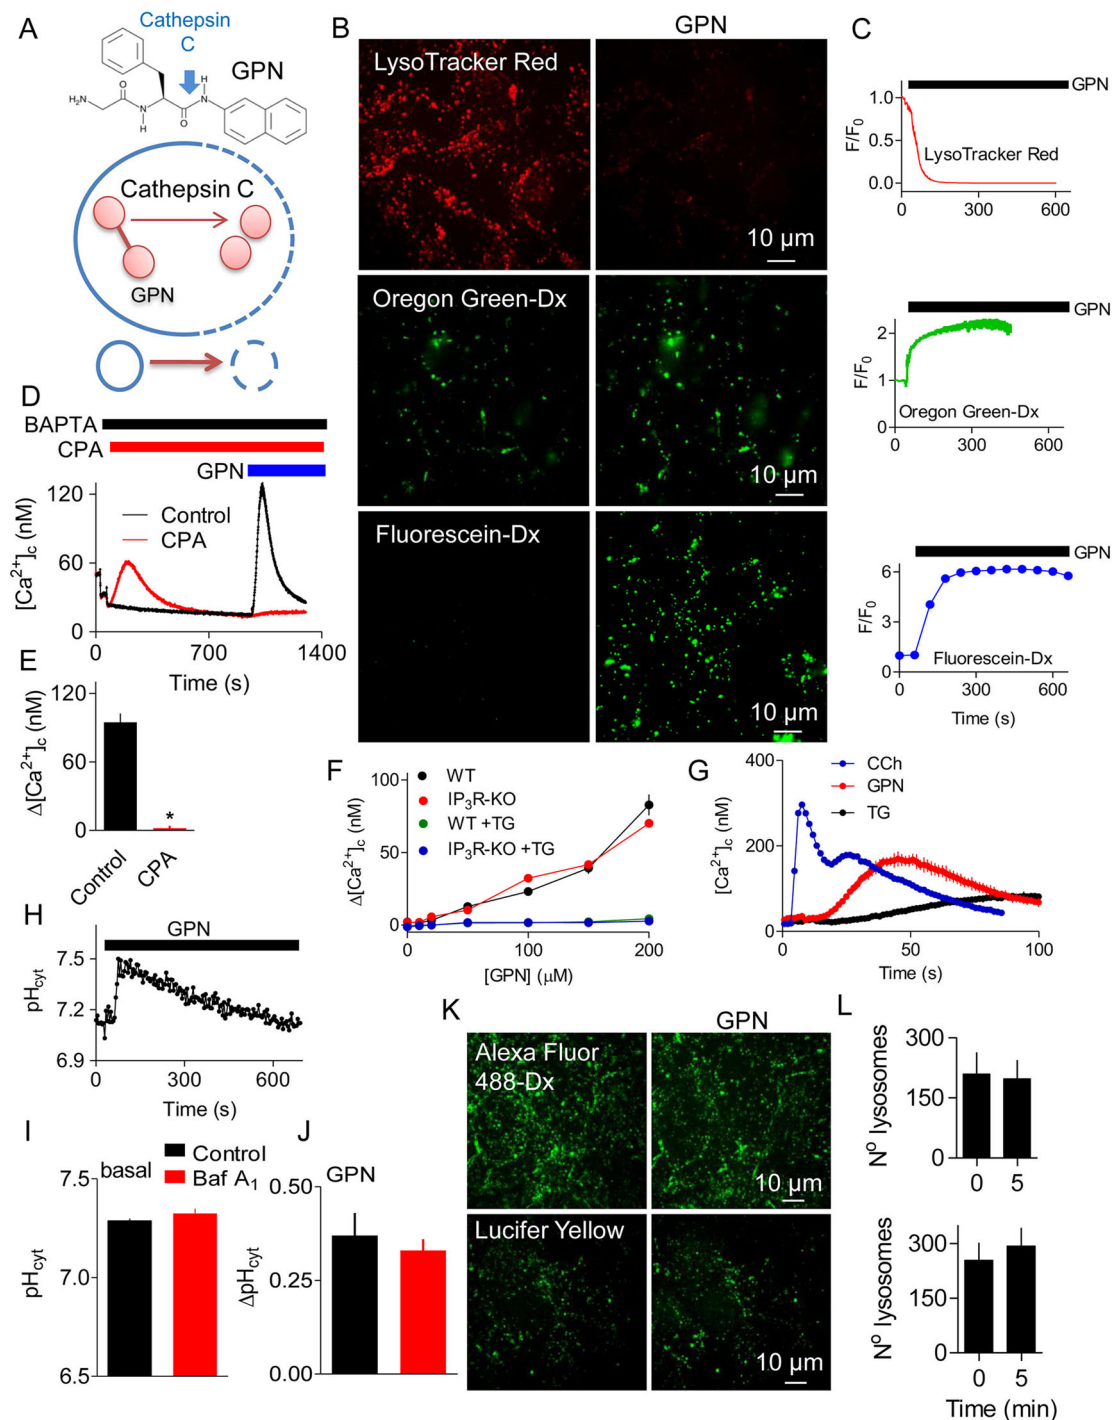 A
Cathepsin
C
GPN
H₂N
O
N
H
O
N
H
Cathepsin C
GPN
B
GPN
LysoTracker Red
10 µm
Oregon Green-Dx
10 µm
10 µm
Fluorescein-Dx
10 µm
C
GPN
1.0
0.5
0.0
F/F₀
LysoTracker Red
0
600
GPN
2
1
0
F/F₀
Oregon Green-Dx
0
300
600
GPN
6
3
0
F/F₀
Fluorescein-Dx
0
300
600
Time (s)
D
BAPTA
CPA
GPN
120
60
0
[Ca²⁺]c (nM)
Control
CPA
0
700
1400
Time (s)
E
120
60
0
Δ[Ca²⁺]c (nM)
*
Control
CPA
F
100
50
0
Δ[Ca²⁺]c (nM)
WT
IP₃R-KO
WT +TG
IP₃R-KO +TG
0
100
200
[GPN] (µM)
G
400
200
0
[Ca²⁺]c (nM)
CCh
GPN
TG
0
50
100
Time (s)
H
GPN
7.5
7.2
6.9
pHcyt
0
300
600
Time (s)
I
basal
Control
Baf A₁
7.5
7.0
6.5
pHcyt
J
GPN
0.50
0.25
0.00
ΔpHcyt
K
GPN
Alexa Fluor
488-Dx
10 µm
Lucifer Yellow
10 µm
L
300
150
0
Nº lysosomes
0 5
300
150
0
Nº lysosomes
0 5
Time (min)